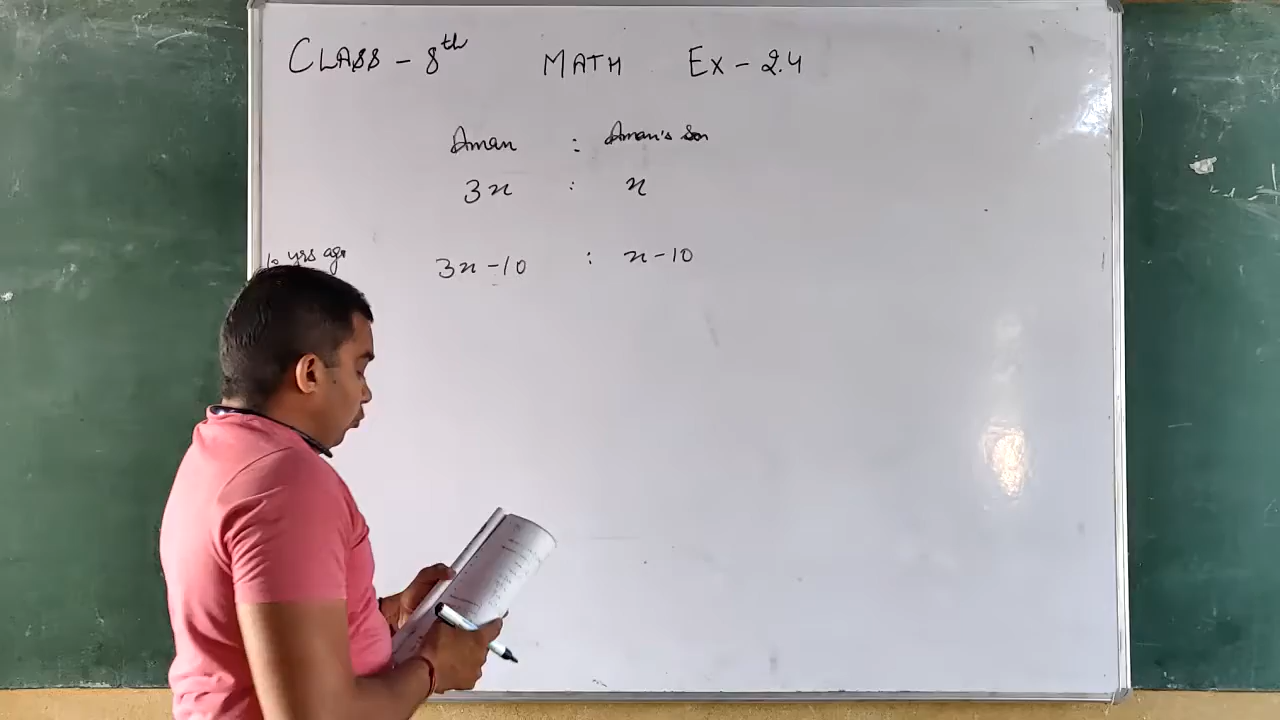 CLASS - 8th MATH Ex - 2.4
Aman : Aman's Son
3x : x
10 yrs ago 3x - 10 : x - 10